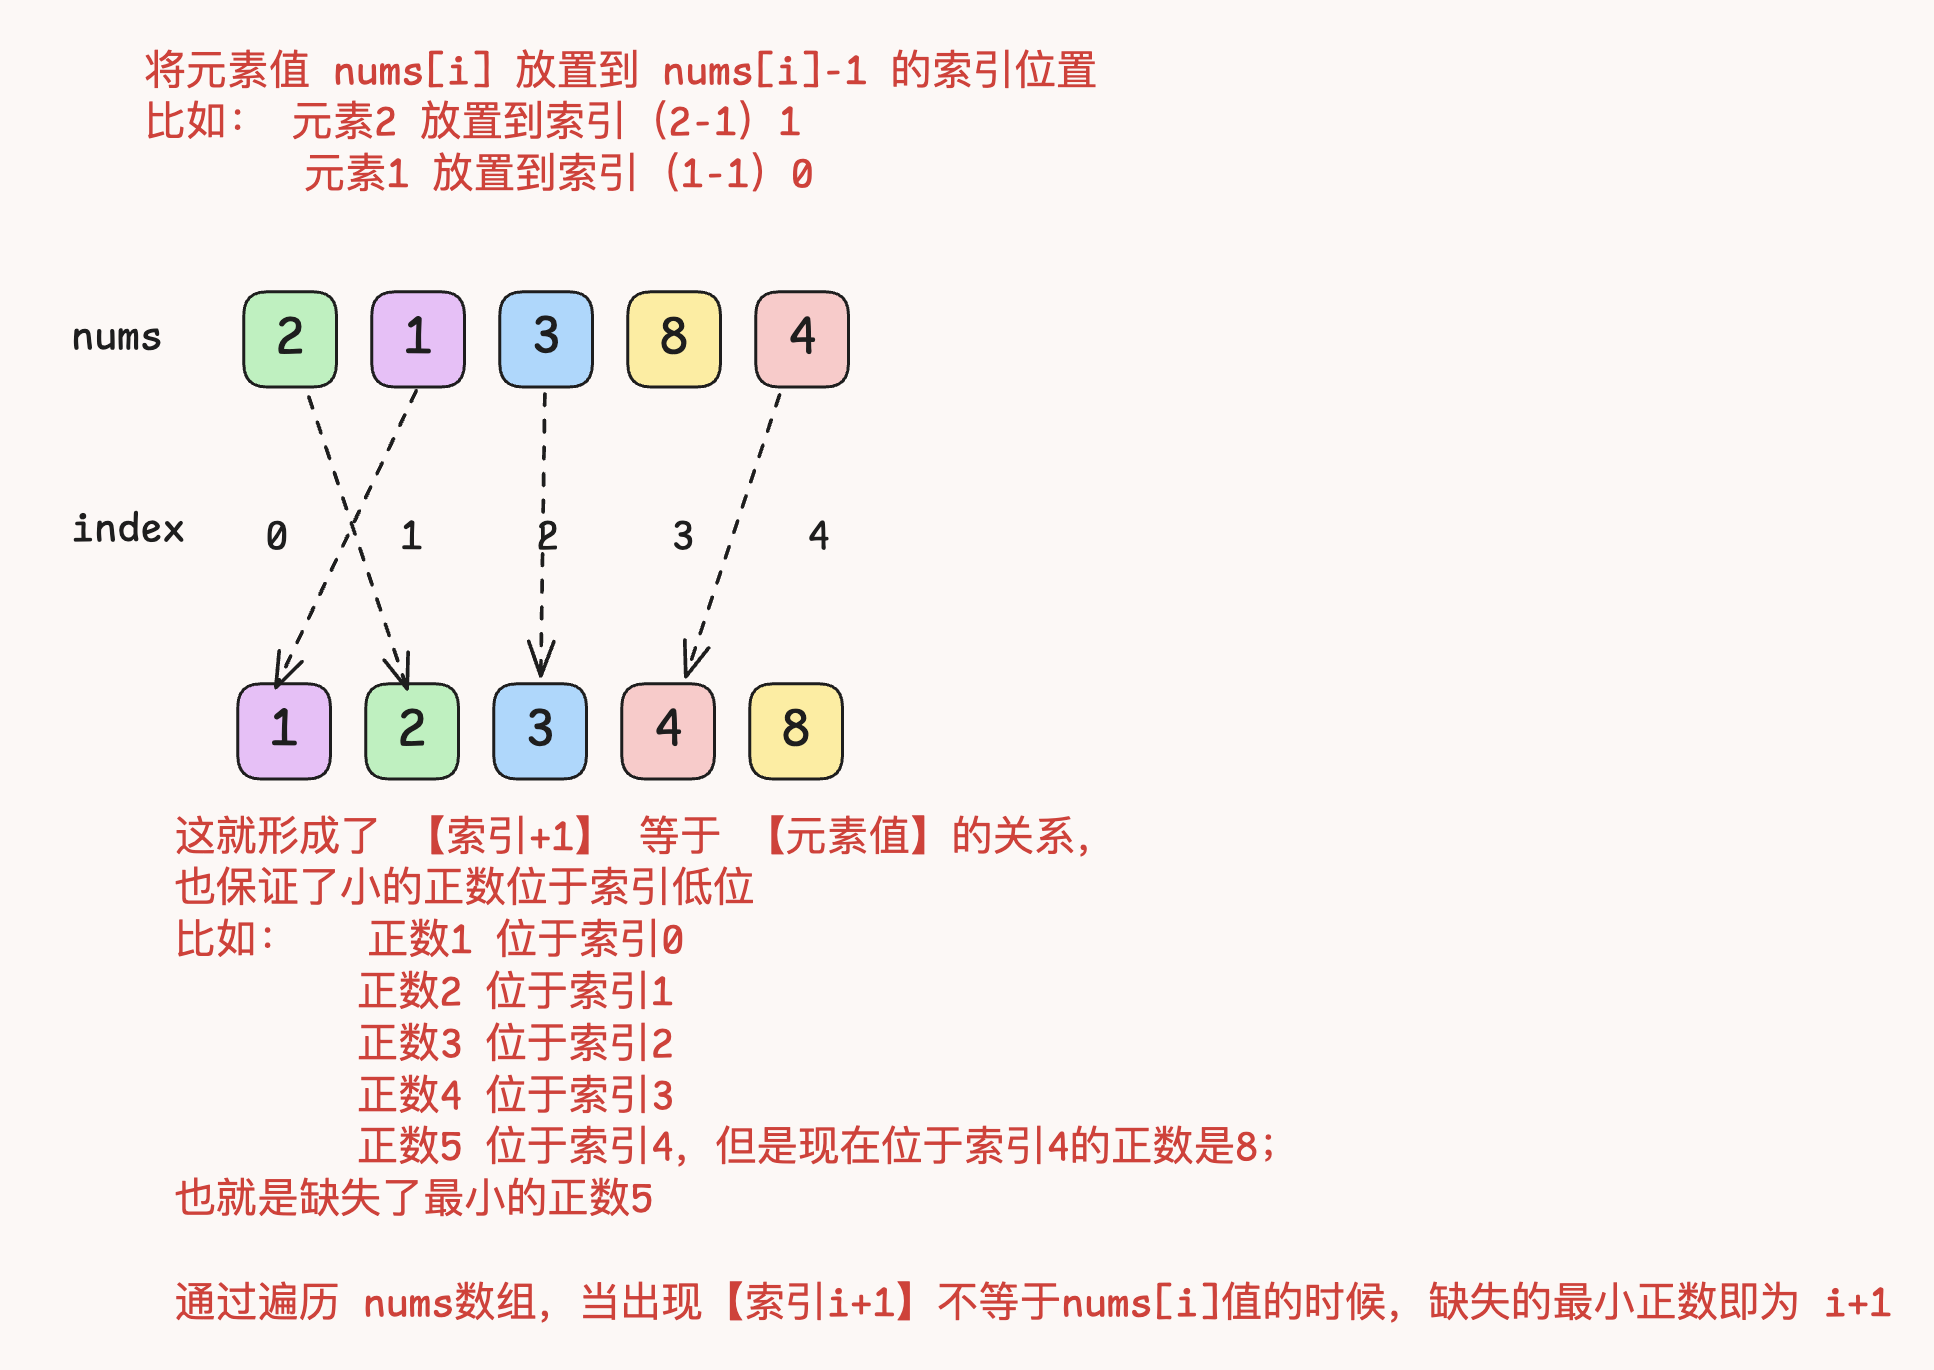 将元素值 nums[i] 放置到 nums[i]-1 的索引位置
比如： 元素2 放置到索引（2-1）1
元素1 放置到索引（1-1）0
nums 2 1 3 8 4
index 0 1 2 3 4
1 2 3 4 8
这就形成了 【索引+1】 等于 【元素值】的关系，
也保证了小的正数位于索引低位
比如： 正数1 位于索引0
正数2 位于索引1
正数3 位于索引2
正数4 位于索引3
正数5 位于索引4，但是现在位于索引4的正数是8；
也就是缺失了最小的正数5
通过遍历 nums数组，当出现【索引i+1】不等于nums[i]值的时候，缺失的最小正数即为 i+1